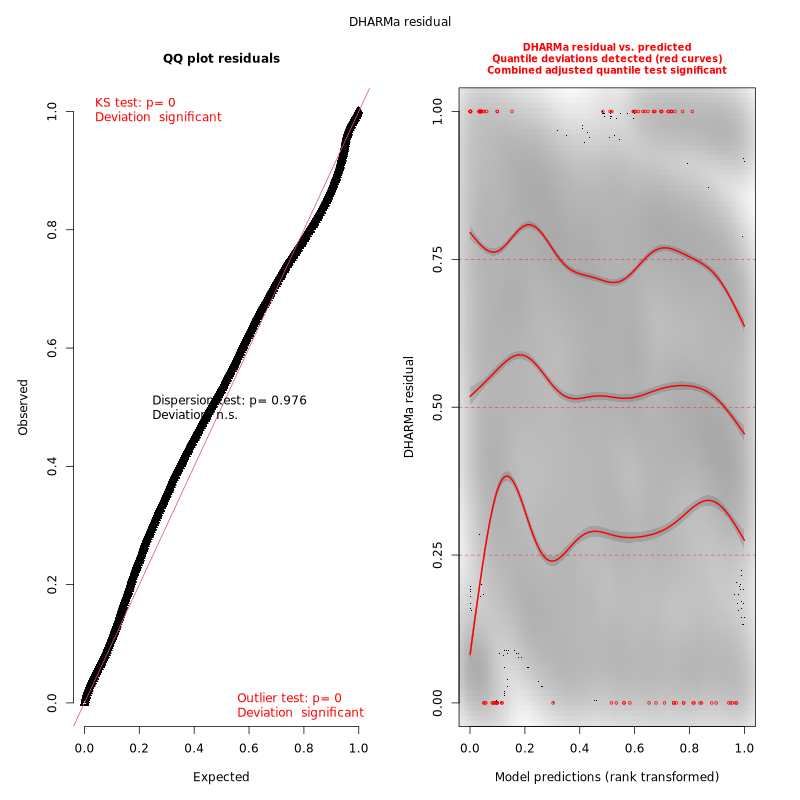 DHARMa residual
QQ plot residuals
KS test: p= 0
Deviation  significant
Dispersion test: p= 0.976
Deviation n.s.
Outlier test: p= 0
Deviation  significant
Observed
0.0
0.2
0.4
0.6
0.8
1.0
0.0 0.2 0.4 0.6 0.8 1.0
Expected
DHARMa residual vs. predicted
Quantile deviations detected (red curves)
Combined adjusted quantile test significant
DHARMa residual
0.00
0.25
0.50
0.75
1.00
0.0 0.2 0.4 0.6 0.8 1.0
Model predictions (rank transformed)